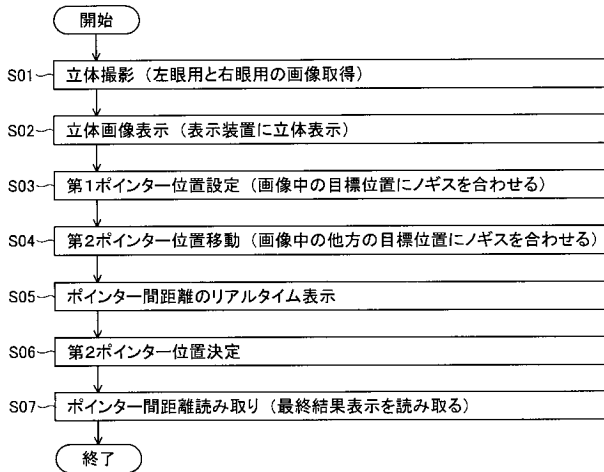 開始
S01 立体撮影（左眼用と右眼用の画像取得）
S02 立体画像表示（表示装置に立体表示）
S03 第1ポインター位置設定（画像中の目標位置にノギスを合わせる）
S04 第2ポインター位置移動（画像中の他方の目標位置にノギスを合わせる）
S05 ポインター間距離のリアルタイム表示
S06 第2ポインター位置決定
S07 ポインター間距離読み取り（最終結果表示を読み取る）
終了